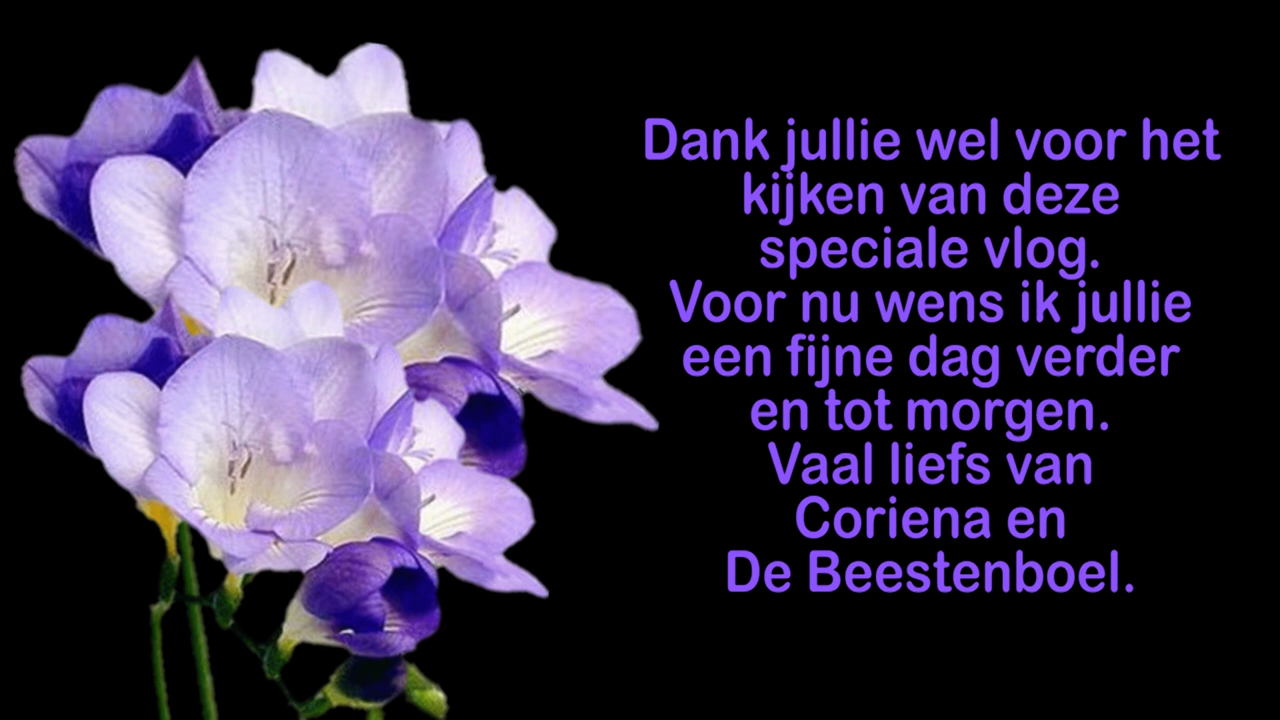 Dank jullie wel voor het
kijken van deze
speciale vlog.
Voor nu wens ik jullie
een fijne dag verder
en tot morgen.
Vaal liefs van
Coriena en
De Beestenboel.